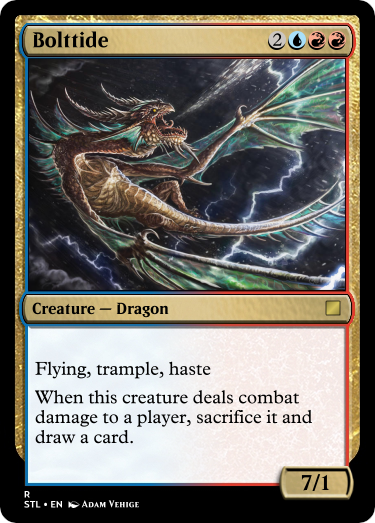 Bolttide 2
Creature — Dragon
Flying, trample, haste
When this creature deals combat
damage to a player, sacrifice it and
draw a card.
7/1
R
STL • EN Adam Vehige